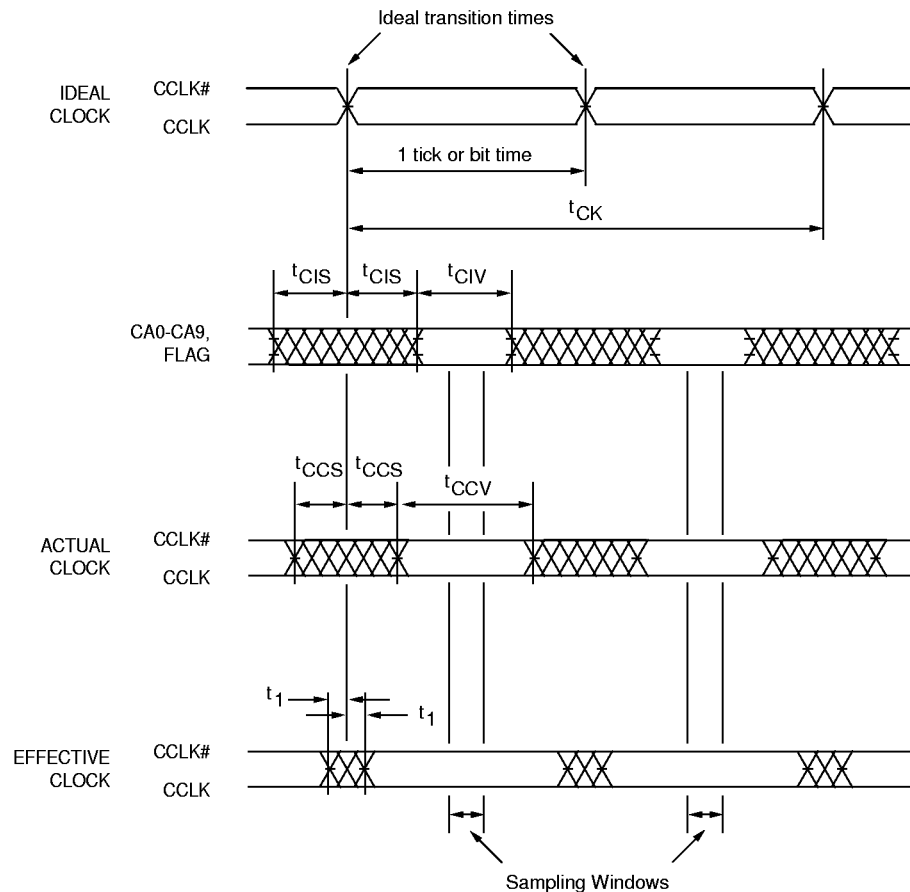 Ideal transition times
IDEAL
CLOCK
CCLK#
CCLK
1 tick or bit time
tCK
tCIS
tCIS
tCIV
CA0-CA9,
FLAG
tCCS
tCCS
tCCV
ACTUAL
CLOCK
CCLK#
CCLK
t1
t1
EFFECTIVE
CLOCK
CCLK#
CCLK
Sampling Windows